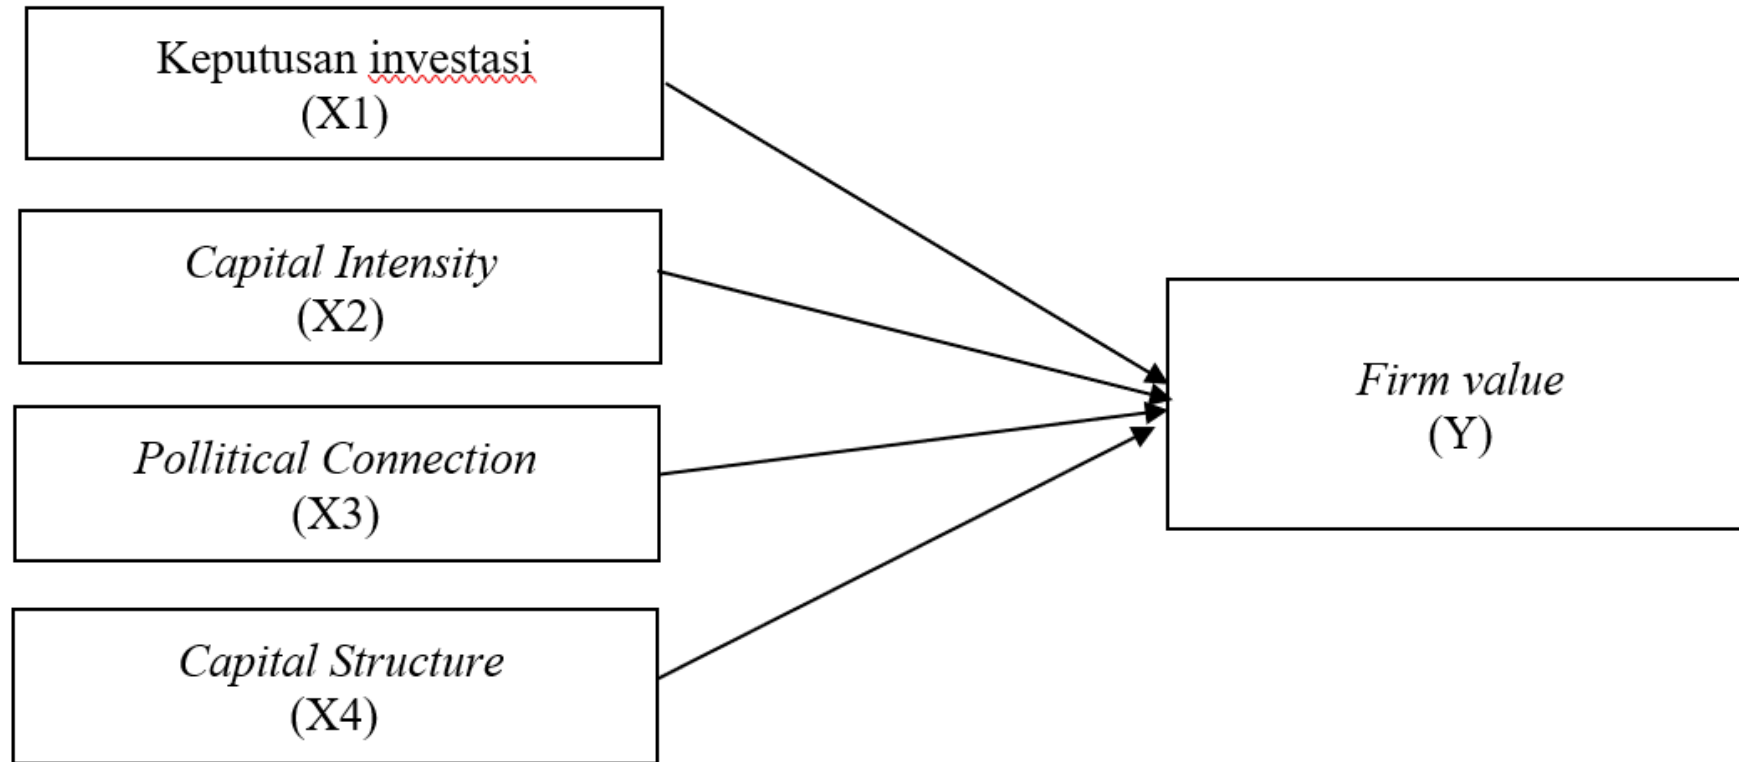 Keputusan investasi
(X1)
Capital Intensity
(X2)
Pollitical Connection
(X3)
Capital Structure
(X4)
Firm value
(Y)